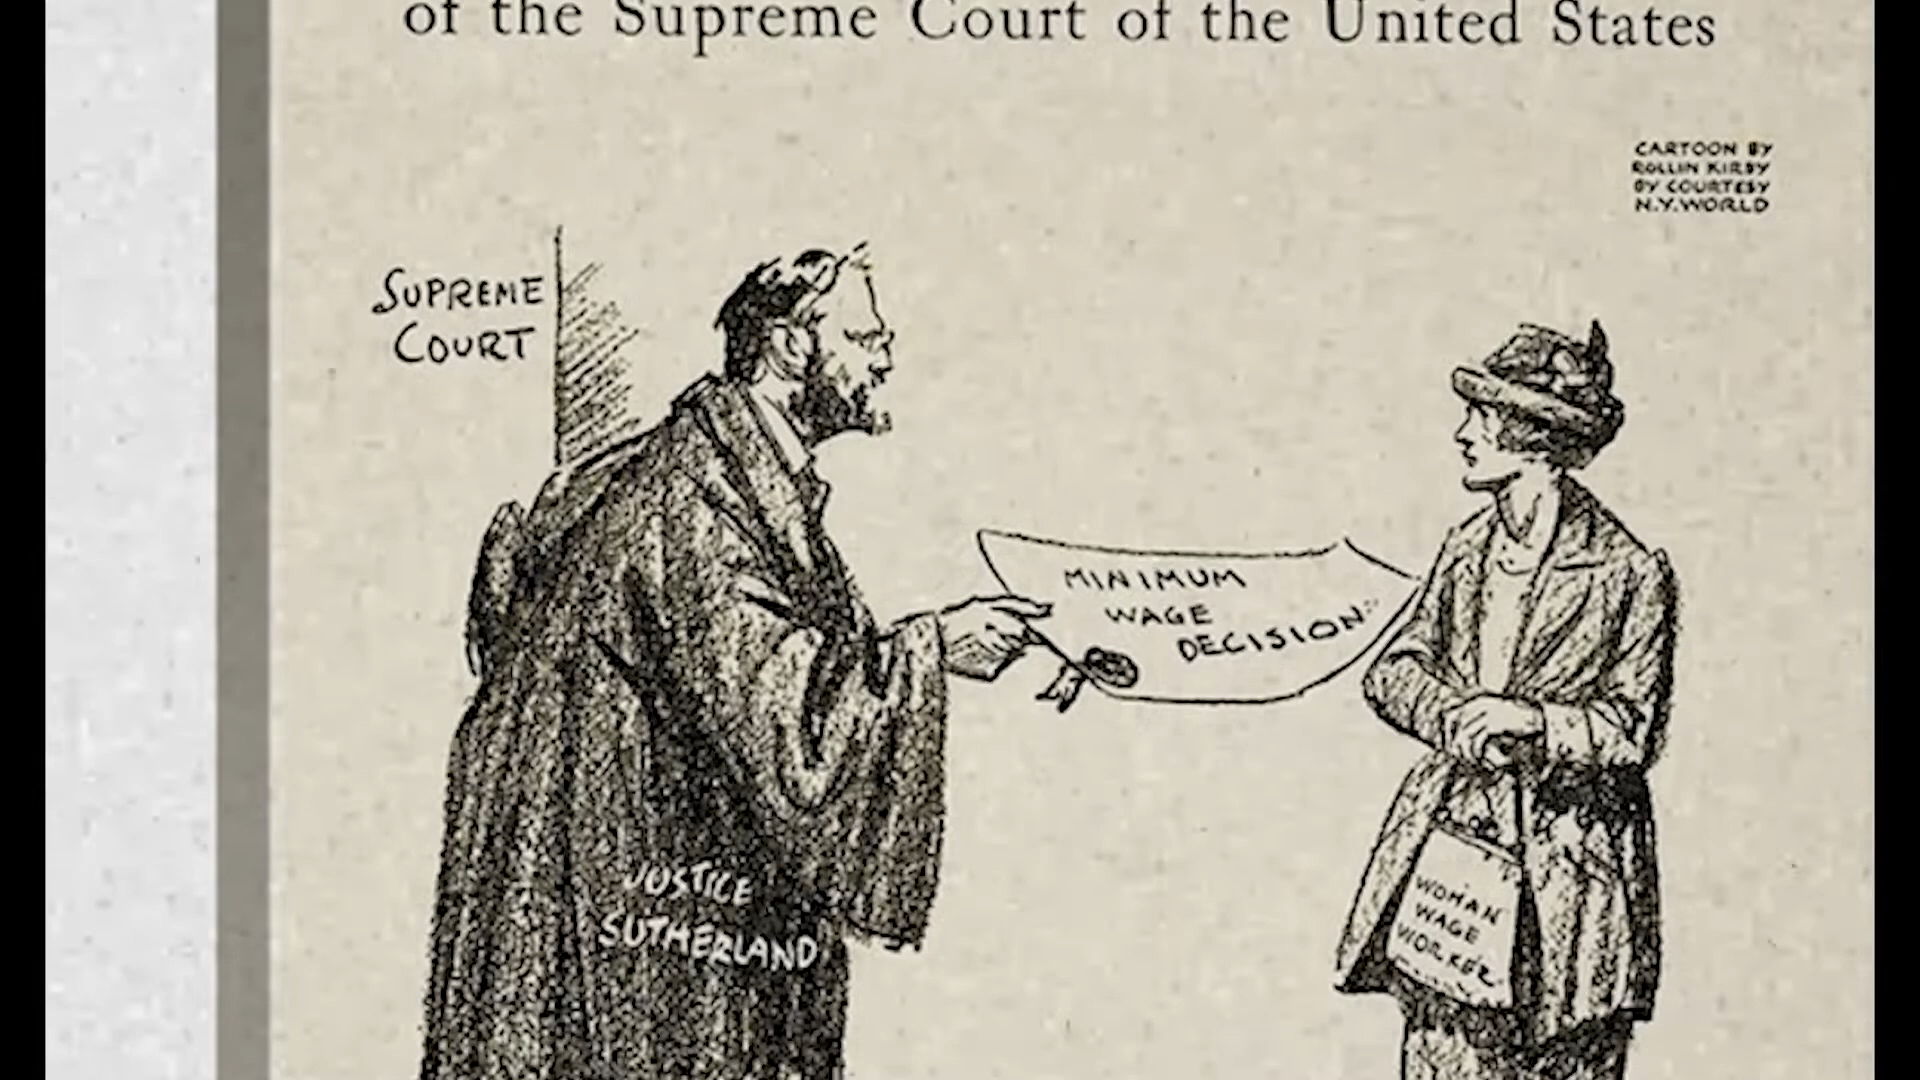 of the Supreme Court of the United States
CARTOON BY
ROLLIN KIRBY
BY COURTESY
N.Y. WORLD
SUPREME
COURT
MINIMUM
WAGE
DECISION
JUSTICE
SUTHERLAND
WOMAN
WAGE
WORKER